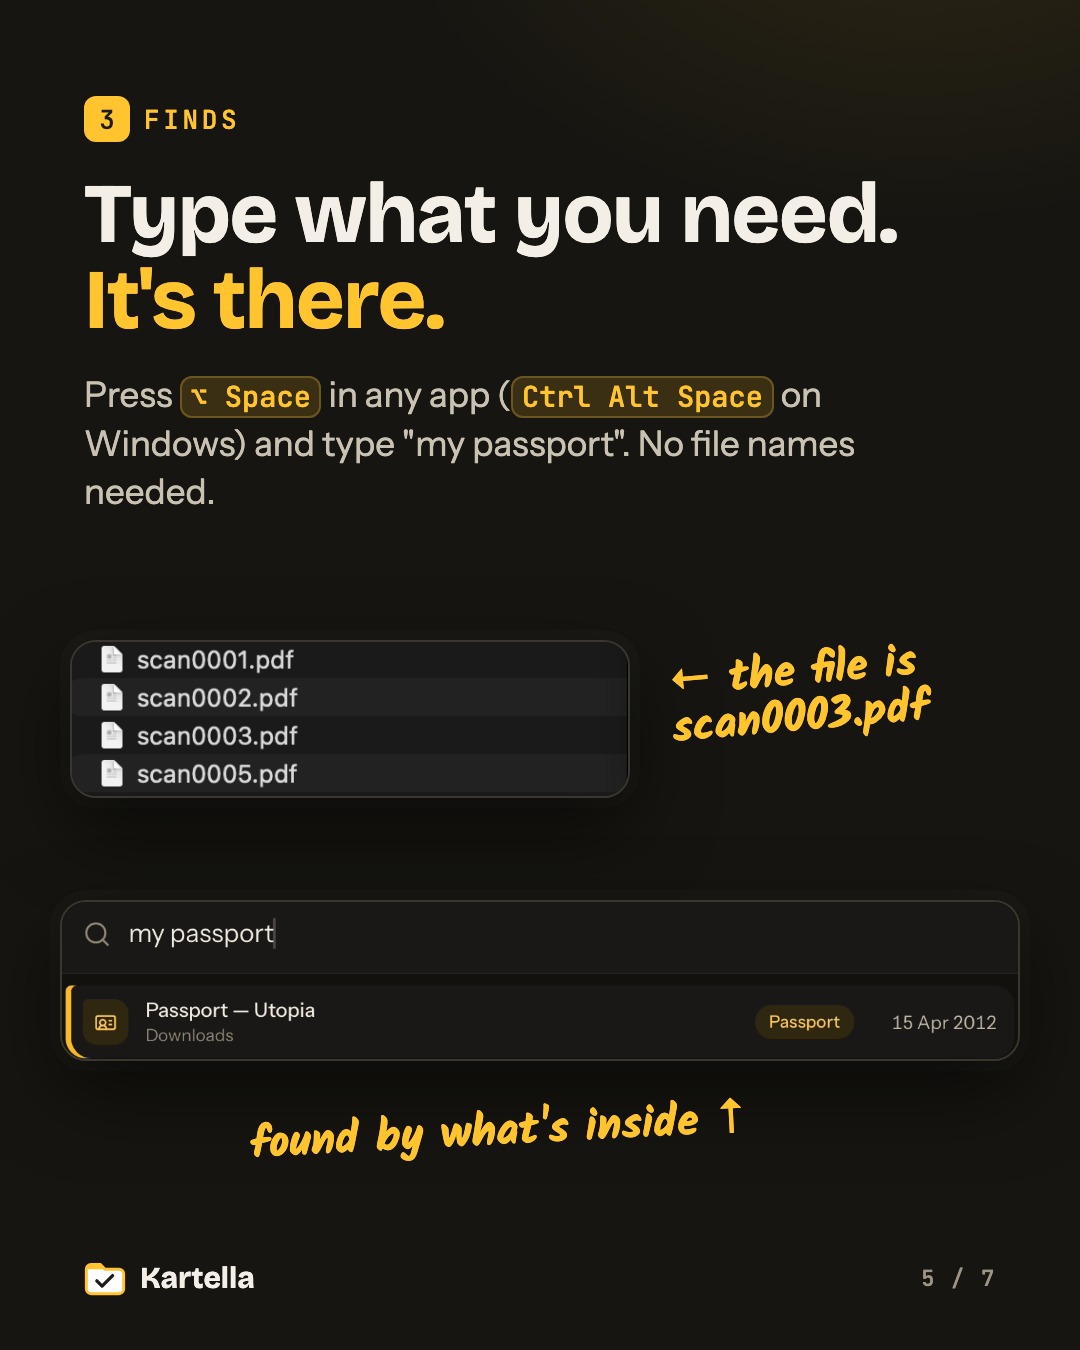 3 FINDS
Type what you need.
It's there.
Press ⌥ Space in any app (Ctrl Alt Space on
Windows) and type "my passport". No file names
needed.
scan0001.pdf
scan0002.pdf
scan0003.pdf
scan0005.pdf
← the file is
scan0003.pdf
my passport
Passport — Utopia
Downloads
Passport
15 Apr 2012
found by what's inside ↑
Kartella
5 / 7